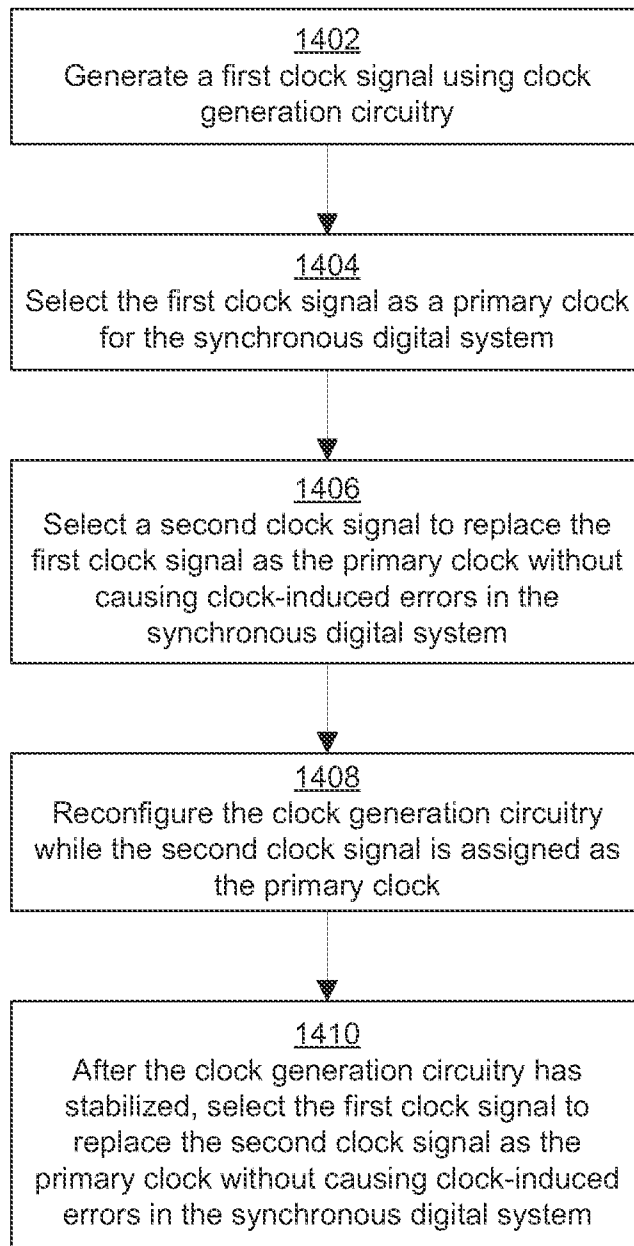 1402
Generate a first clock signal using clock
generation circuitry
1404
Select the first clock signal as a primary clock
for the synchronous digital system
1406
Select a second clock signal to replace the
first clock signal as the primary clock without
causing clock-induced errors in the
synchronous digital system
1408
Reconfigure the clock generation circuitry
while the second clock signal is assigned as
the primary clock
1410
After the clock generation circuitry has
stabilized, select the first clock signal to
replace the second clock signal as the
primary clock without causing clock-induced
errors in the synchronous digital system